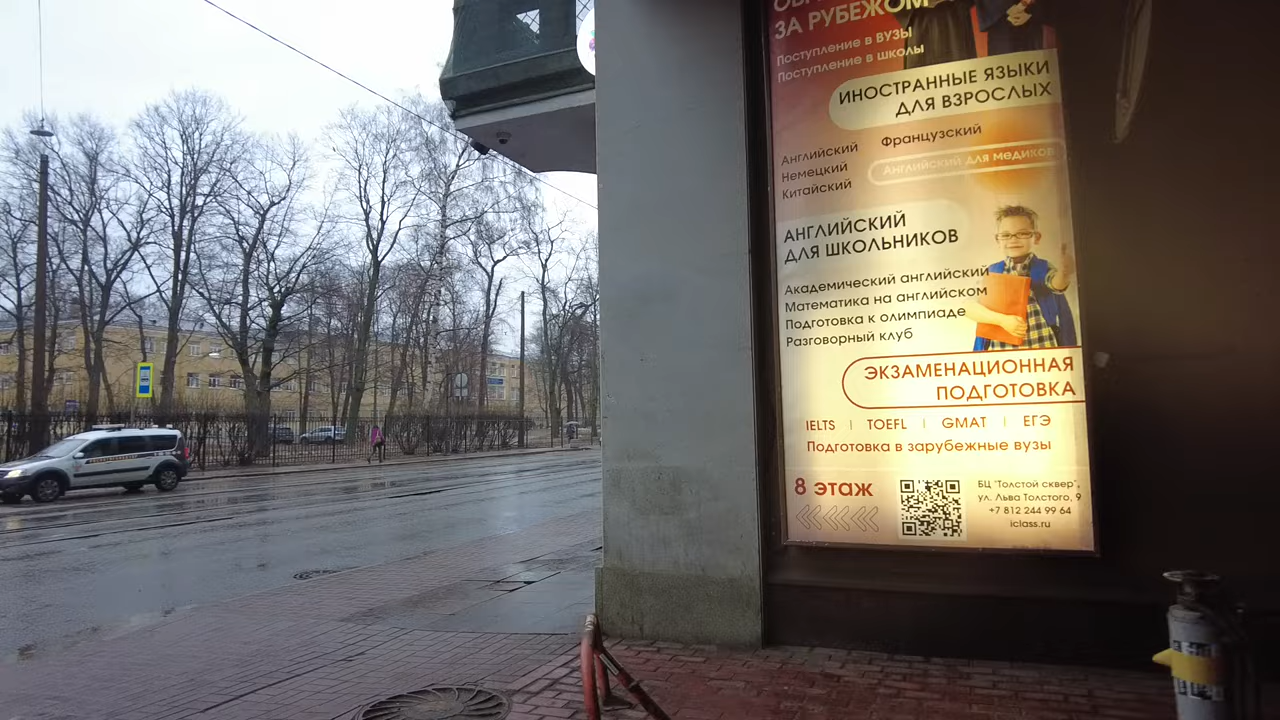 ЗА РУБЕЖОМ
Поступление в ВУЗы
Поступление в школы
ИНОСТРАННЫЕ ЯЗЫКИ
ДЛЯ ВЗРОСЛЫХ
Французский
Английский
Немецкий
Китайский
Английский для медиков
АНГЛИЙСКИЙ
ДЛЯ ШКОЛЬНИКОВ
Академический английский
Математика на английском
Подготовка к олимпиаде
Разговорный клуб
ЭКЗАМЕНАЦИОННАЯ
ПОДГОТОВКА
IELTS | TOEFL | GMAT | ЕГЭ
Подготовка в зарубежные вузы
8 этаж
БЦ "Толстой сквер",
ул. Льва Толстого, 9
+7 812 244 99 64
iclass.ru